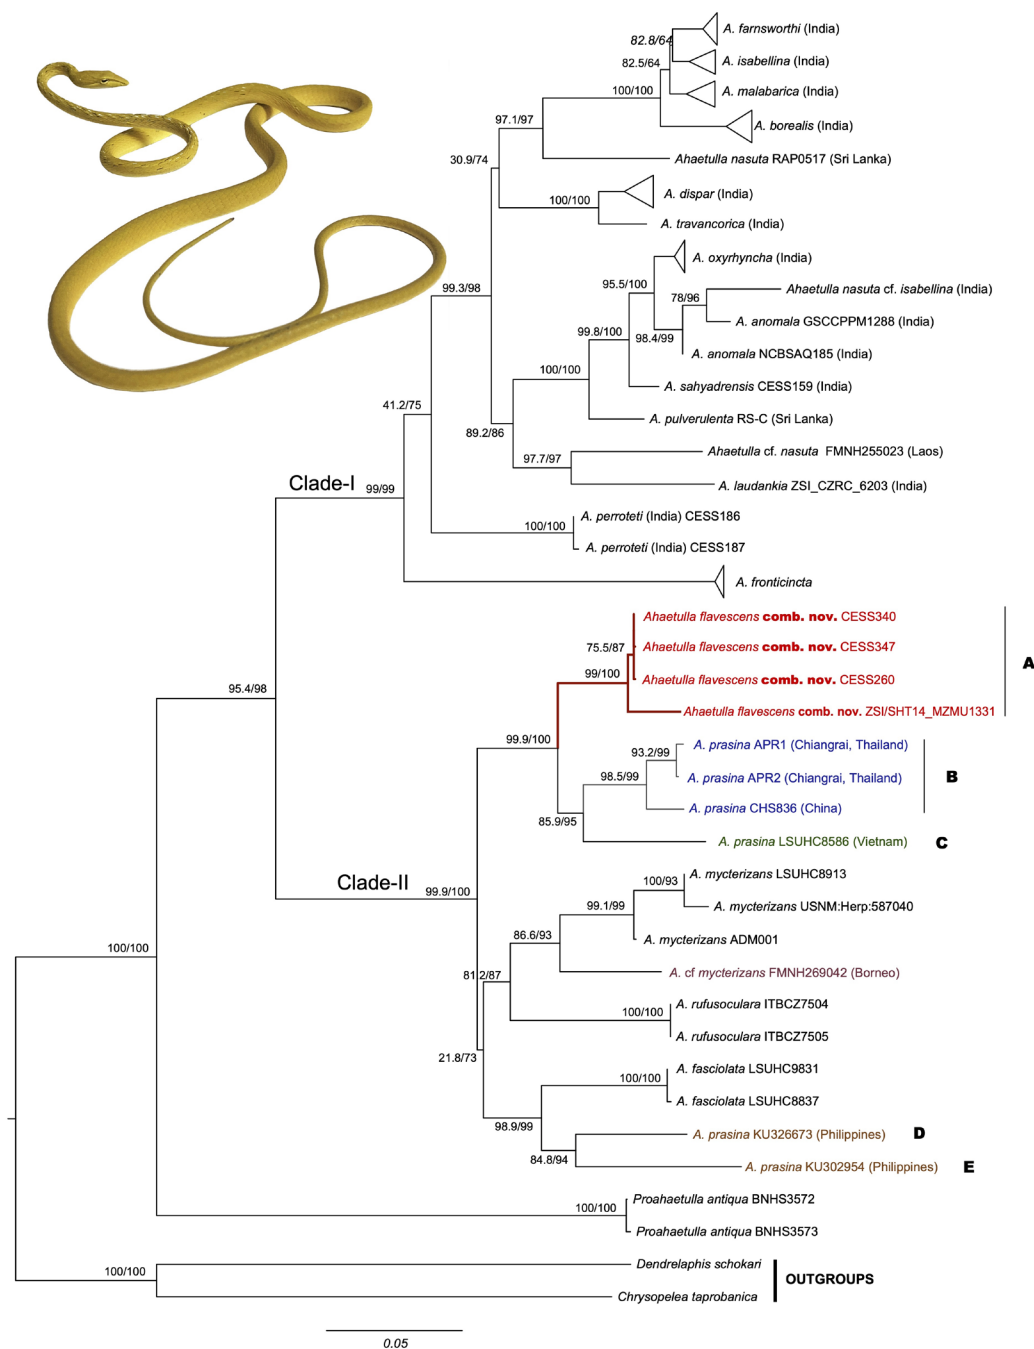 A. farnsworthi (India)
82.8/64
82.5/64
A. isabellina (India)
100/100
A. malabarica (India)
97.1/97
A. borealis (India)
30.9/74
Ahaetulla nasuta RAP0517 (Sri Lanka)
A. dispar (India)
100/100
A. travancorica (India)
A. oxyrhyncha (India)
99.3/98
95.5/100
Ahaetulla nasuta cf. isabellina (India)
78/96
A. anomala GSCCPPM1288 (India)
99.8/100
98.4/99
A. anomala NCBSAQ185 (India)
100/100
A. sahyadrensis CESS159 (India)
41.2/75
A. pulverulenta RS-C (Sri Lanka)
89.2/86
Ahaetulla cf. nasuta FMNH255023 (Laos)
97.7/97
Clade-I
99/99
A. laudankia ZSI_CZRC_6203 (India)
A. perroteti (India) CESS186
100/100
A. perroteti (India) CESS187
A. fronticincta
Ahaetulla flavescens comb. nov. CESS340
75.5/87
Ahaetulla flavescens comb. nov. CESS347
A
99/100
Ahaetulla flavescens comb. nov. CESS260
95.4/98
Ahaetulla flavescens comb. nov. ZSI/SHT14_MZMU1331
99.9/100
A. prasina APR1 (Chiangrai, Thailand)
93.2/99
98.5/99
A. prasina APR2 (Chiangrai, Thailand)
B
A. prasina CHS836 (China)
85.9/95
A. prasina LSUHC8586 (Vietnam)
C
Clade-II
99.9/100
A. mycterizans LSUHC8913
100/93
99.1/99
A. mycterizans USNM:Herp:587040
86.6/93
A. mycterizans ADM001
100/100
81.2/87
A. cf mycterizans FMNH269042 (Borneo)
A. rufusoculara ITBCZ7504
100/100
A. rufusoculara ITBCZ7505
21.8/73
A. fasciolata LSUHC9831
100/100
A. fasciolata LSUHC8837
98.9/99
A. prasina KU326673 (Philippines)
D
84.8/94
A. prasina KU302954 (Philippines)
E
Proahaetulla antiqua BNHS3572
100/100
Proahaetulla antiqua BNHS3573
100/100
Dendrelaphis schokari
OUTGROUPS
Chrysopelea taprobanica
0.05